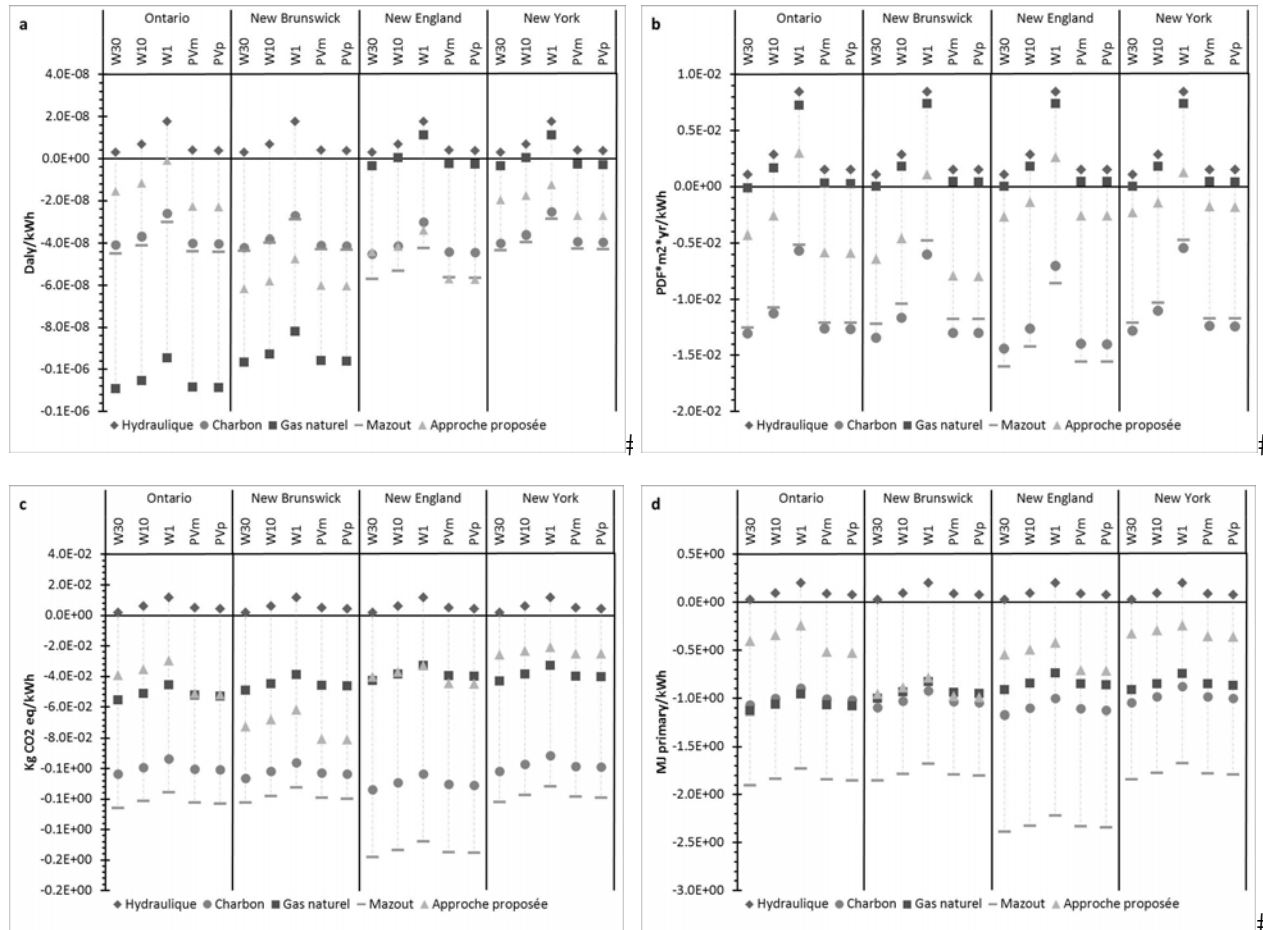 a
Ontario New Brunswick New England New York
W30 W10 W1 PVm PVp W30 W10 W1 PVm PVp W30 W10 W1 PVm PVp W30 W10 W1 PVm PVp
Daly/kWh
4.0E-08
2.0E-08
0.0E+00
-2.0E-08
-4.0E-08
-6.0E-08
-8.0E-08
-0.1E-06
-0.1E-06
Hydraulique Charbon Gas naturel Mazout Approche proposée
#
b
Ontario New Brunswick New England New York
W30 W10 W1 PVm PVp W30 W10 W1 PVm PVp W30 W10 W1 PVm PVp W30 W10 W1 PVm PVp
PDF*m2*yr/kWh
1.0E-02
0.5E-02
0.0E+00
-0.5E-02
-1.0E-02
-1.5E-02
-2.0E-02
Hydraulique Charbon Gas naturel Mazout Approche proposée
#
c
Ontario New Brunswick New England New York
W30 W10 W1 PVm PVp W30 W10 W1 PVm PVp W30 W10 W1 PVm PVp W30 W10 W1 PVm PVp
Kg CO2 eq/kWh
4.0E-02
2.0E-02
0.0E+00
-2.0E-02
-4.0E-02
-6.0E-02
-8.0E-02
-0.1E+00
-0.1E+00
-0.1E+00
-0.2E+00
-0.2E+00
Hydraulique Charbon Gas naturel Mazout Approche proposée
d
Ontario New Brunswick New England New York
W30 W10 W1 PVm PVp W30 W10 W1 PVm PVp W30 W10 W1 PVm PVp W30 W10 W1 PVm PVp
MJ primary/kWh
0.5E+00
0.0E+00
-0.5E+00
-1.0E+00
-1.5E+00
-2.0E+00
-2.5E+00
-3.0E+00
Hydraulique Charbon Gas naturel Mazout Approche proposée
#